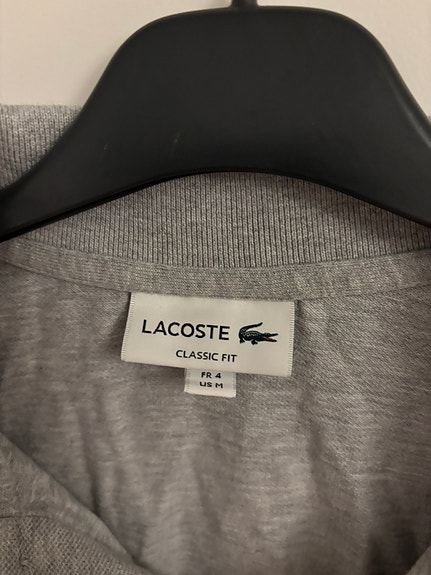 LACOSTE
CLASSIC FIT
FR 4
US M